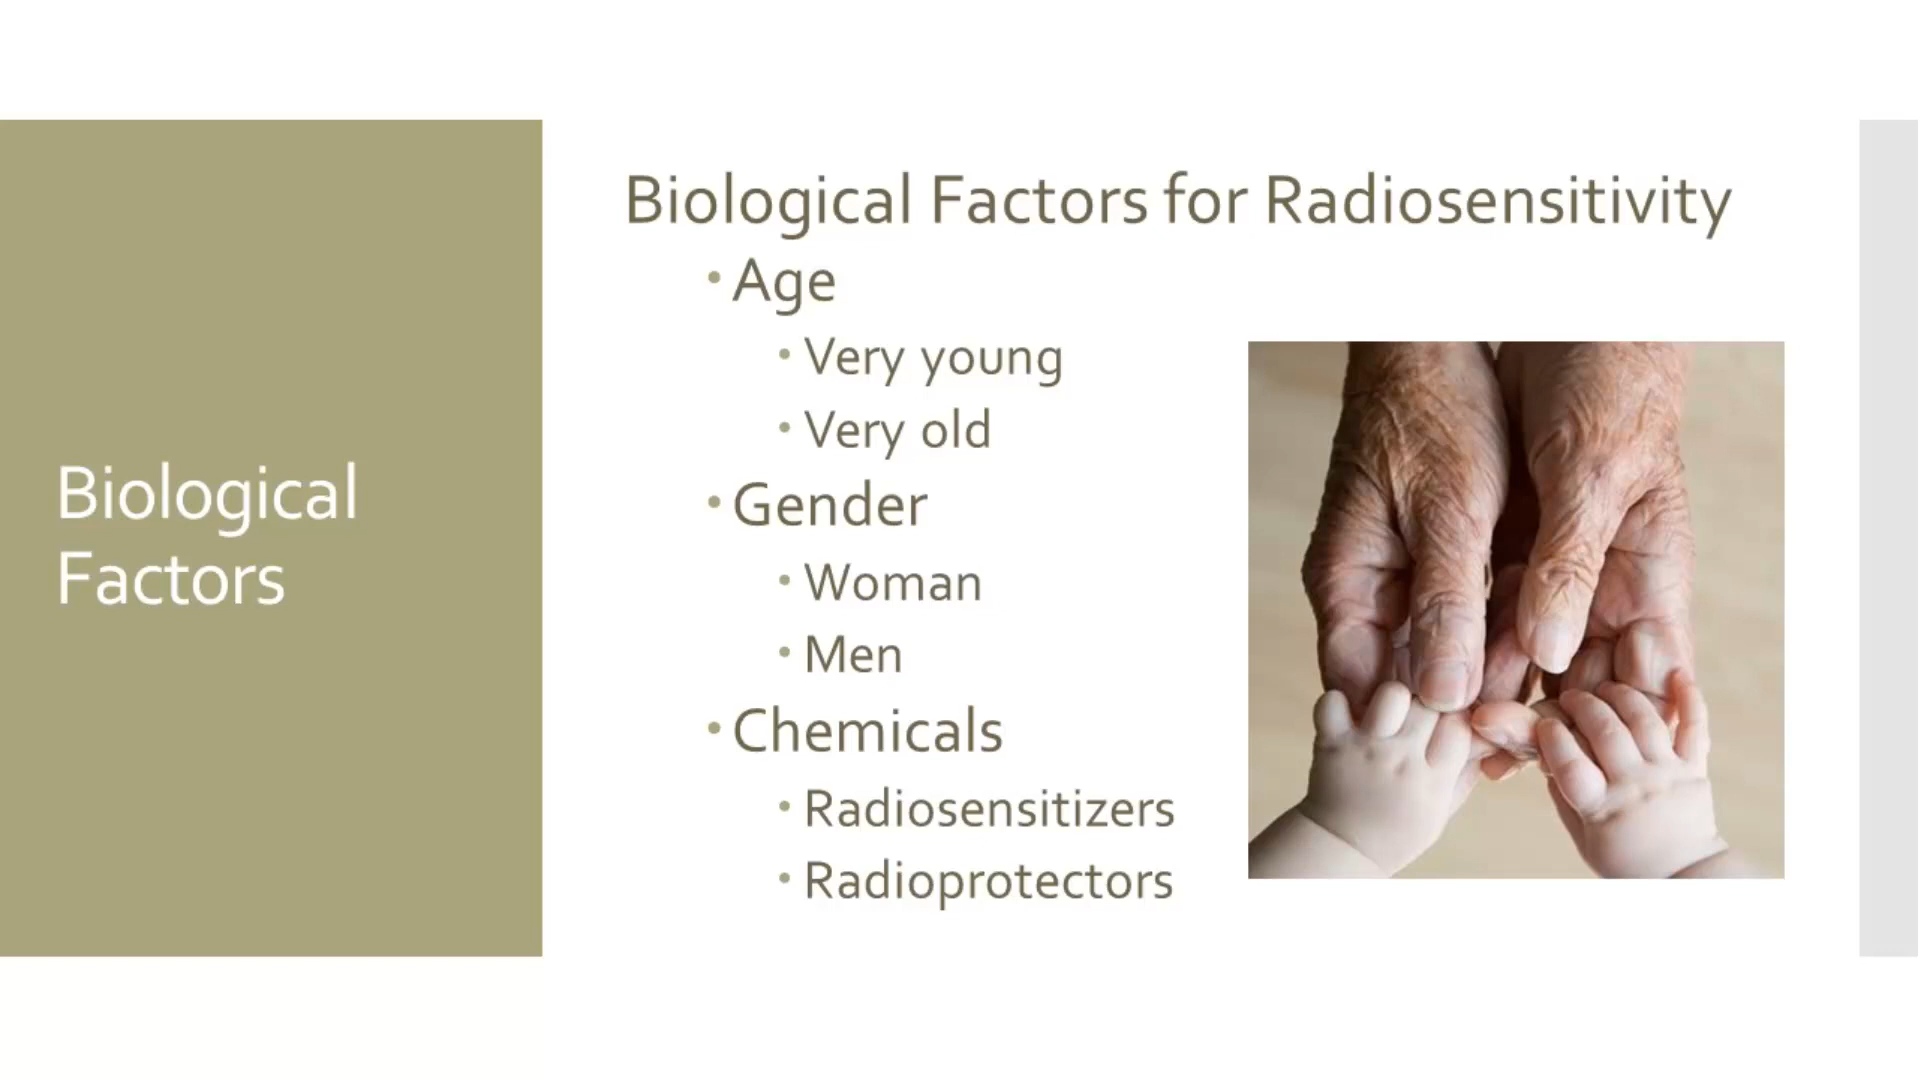 Biological
Factors
Biological Factors for Radiosensitivity
• Age
• Very young
• Very old
• Gender
• Woman
• Men
• Chemicals
• Radiosensitizers
• Radioprotectors